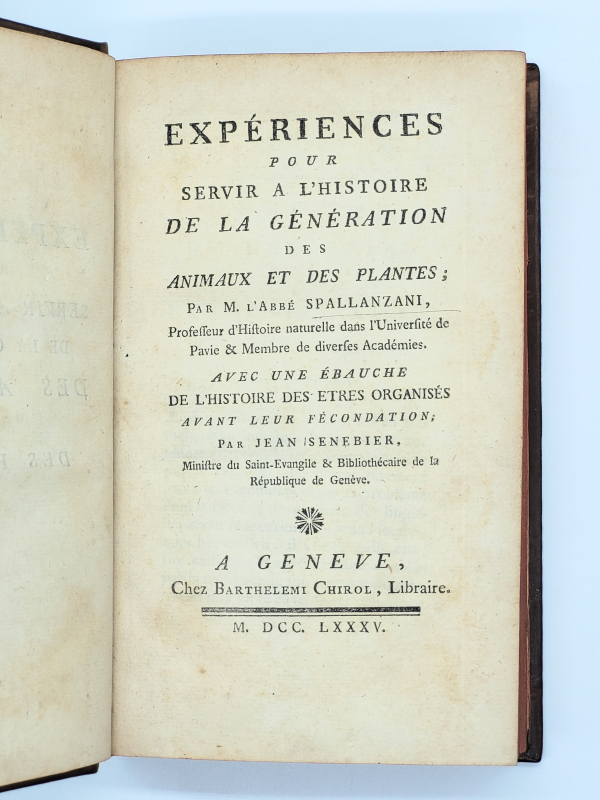 EXPÉRIENCES
POUR
SERVIR A L'HISTOIRE
DE LA GÉNÉRATION
DES
ANIMAUX ET DES PLANTES;
PAR M. L'ABBÉ SPALLANZANI,
Profeſſeur d'Hiſtoire naturelle dans l'Univerſité de
Pavie & Membre de diverſes Académies.
AVEC UNE ÉBAUCHE
DE L'HISTOIRE DES ETRES ORGANISÉS
AVANT LEUR FÉCONDATION;
PAR JEAN SENEBIER,
Miniſtre du Saint-Evangile & Bibliothécaire de la
République de Genève.
A GENEVE,
Chez BARTHELEMI CHIROL, Libraire.
M. DCC. LXXXV.